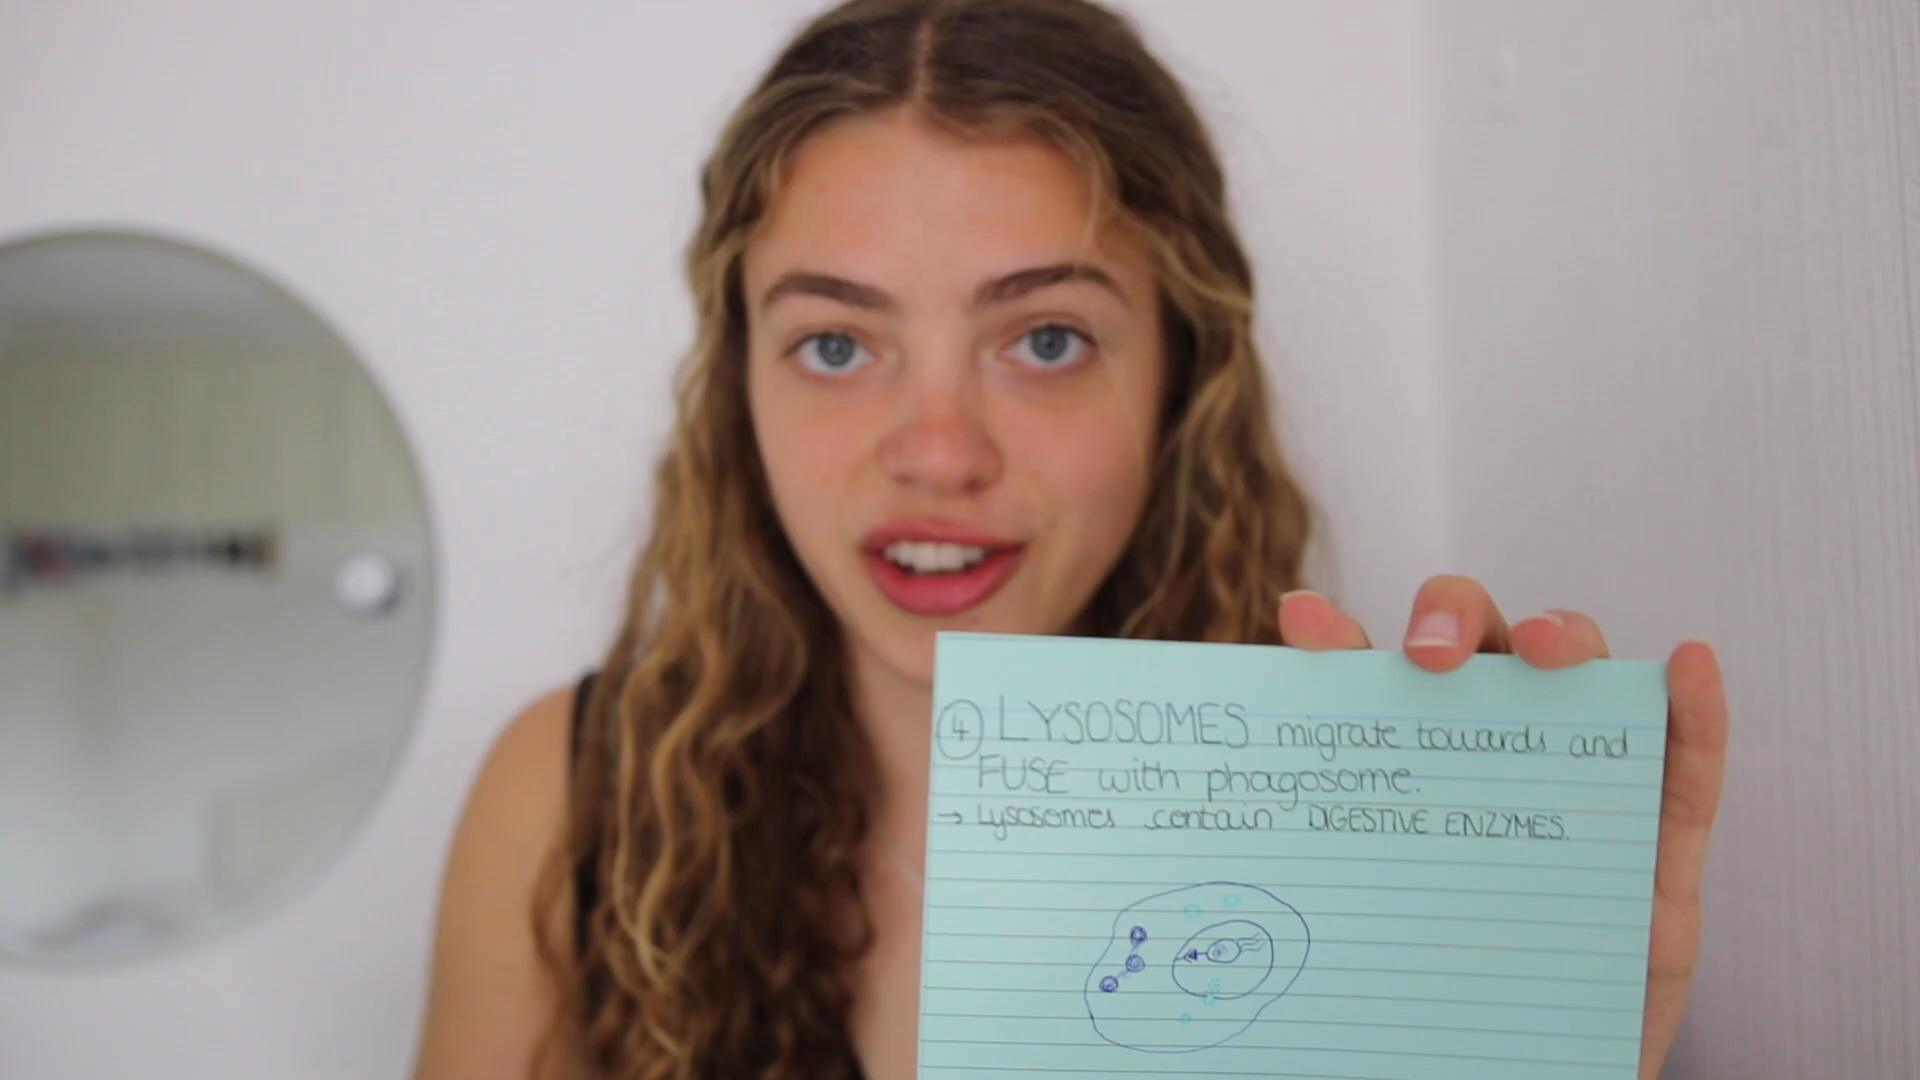 ④ LYSOSOMES migrate towards and
FUSE with phagosome.
→ Lysosomes contain DIGESTIVE ENZYMES.